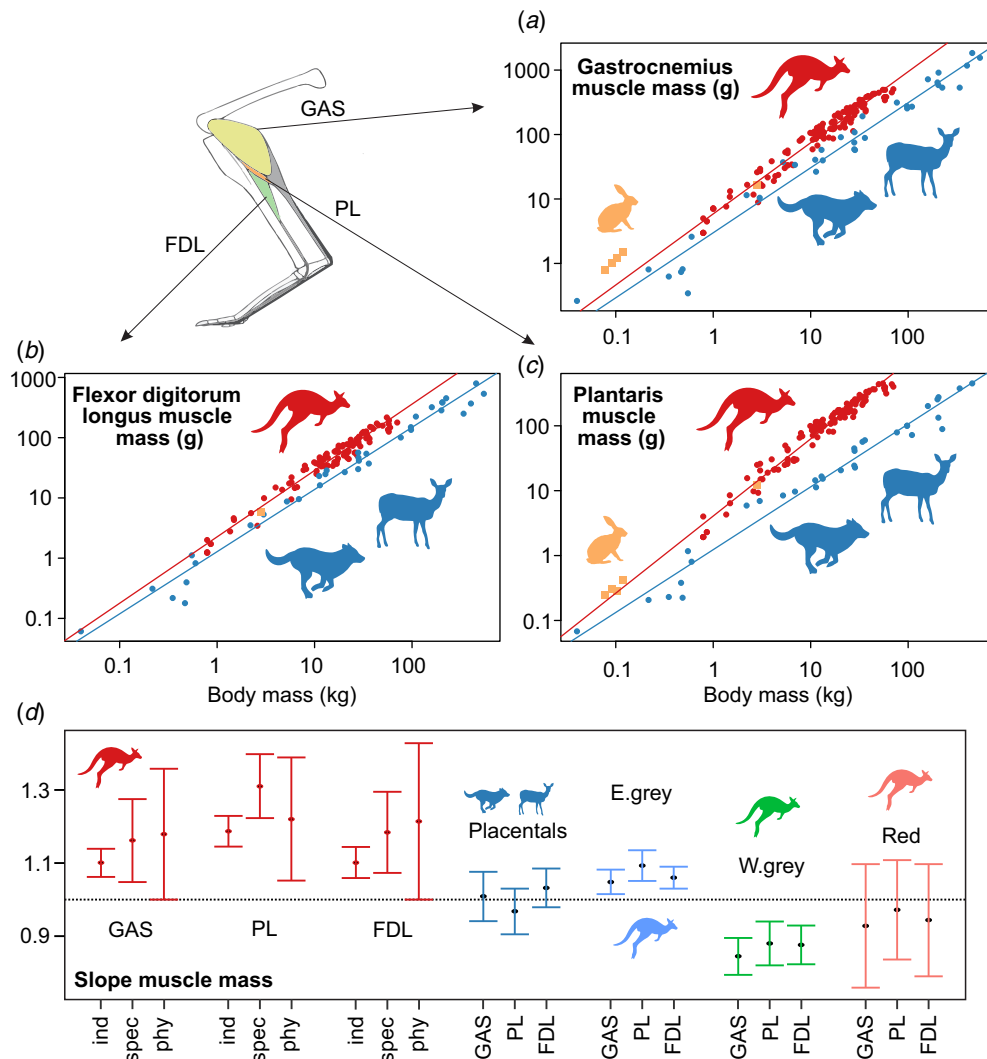 (a)
Gastrocnemius
muscle mass (g)
1000
100
10
1
0.1
1
10
100
GAS
PL
FDL
(b)
Flexor digitorum
longus muscle
mass (g)
1000
100
10
1
0.1
0.1
1
10
100
Body mass (kg)
(c)
Plantaris
muscle
mass (g)
100
10
1
0.1
0.1
1
10
100
Body mass (kg)
(d)
1.3
1.1
0.9
GAS
PL
FDL
Placentals
E.grey
W.grey
Red
Slope muscle mass
ind
spec
phy
ind
spec
phy
ind
spec
phy
GAS
PL
FDL
GAS
PL
FDL
GAS
PL
FDL
GAS
PL
FDL